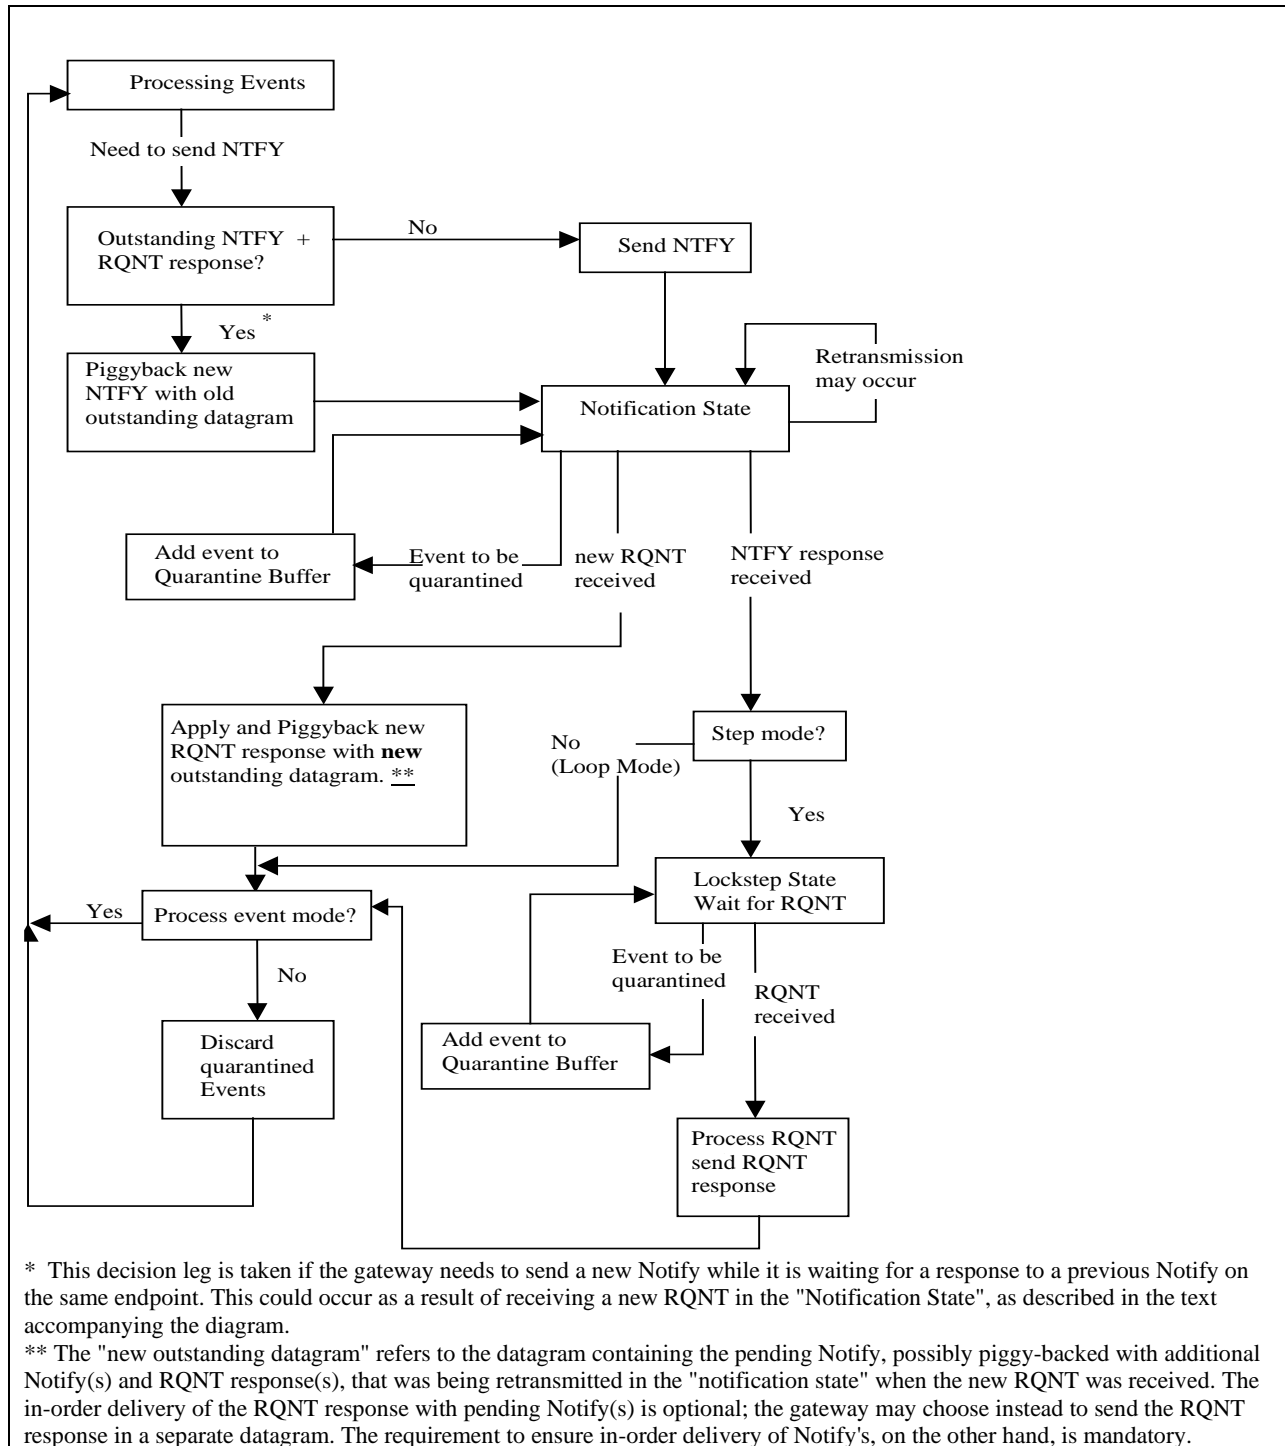 Processing Events
Need to send NTFY
Outstanding NTFY +
RQNT response?
No
Send NTFY
Yes *
Piggyback new
NTFY with old
outstanding datagram
Retransmission
may occur
Notification State
Add event to
Quarantine Buffer
Event to be
quarantined
new RQNT
received
NTFY response
received
Apply and Piggyback new
RQNT response with new
outstanding datagram. **
No
(Loop Mode)
Step mode?
Yes
Lockstep State
Wait for RQNT
Yes
Process event mode?
No
Event to be
quarantined
RQNT
received
Discard
quarantined
Events
Add event to
Quarantine Buffer
Process RQNT
send RQNT
response
* This decision leg is taken if the gateway needs to send a new Notify while it is waiting for a response to a previous Notify on
the same endpoint. This could occur as a result of receiving a new RQNT in the "Notification State", as described in the text
accompanying the diagram.
** The "new outstanding datagram" refers to the datagram containing the pending Notify, possibly piggy-backed with additional
Notify(s) and RQNT response(s), that was being retransmitted in the "notification state" when the new RQNT was received. The
in-order delivery of the RQNT response with pending Notify(s) is optional; the gateway may choose instead to send the RQNT
response in a separate datagram. The requirement to ensure in-order delivery of Notify's, on the other hand, is mandatory.